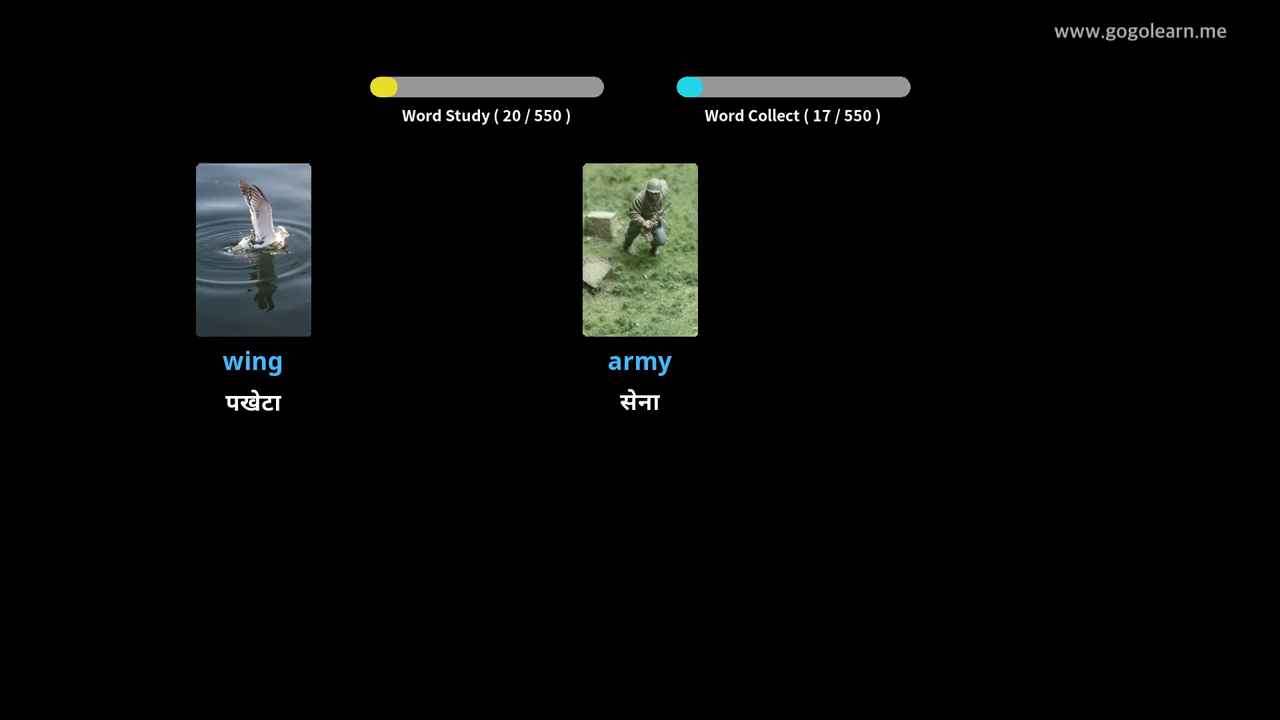 www.gogolearn.me
Word Study ( 20 / 550 )
Word Collect ( 17 / 550 )
wing
army
पखेटा
सेना